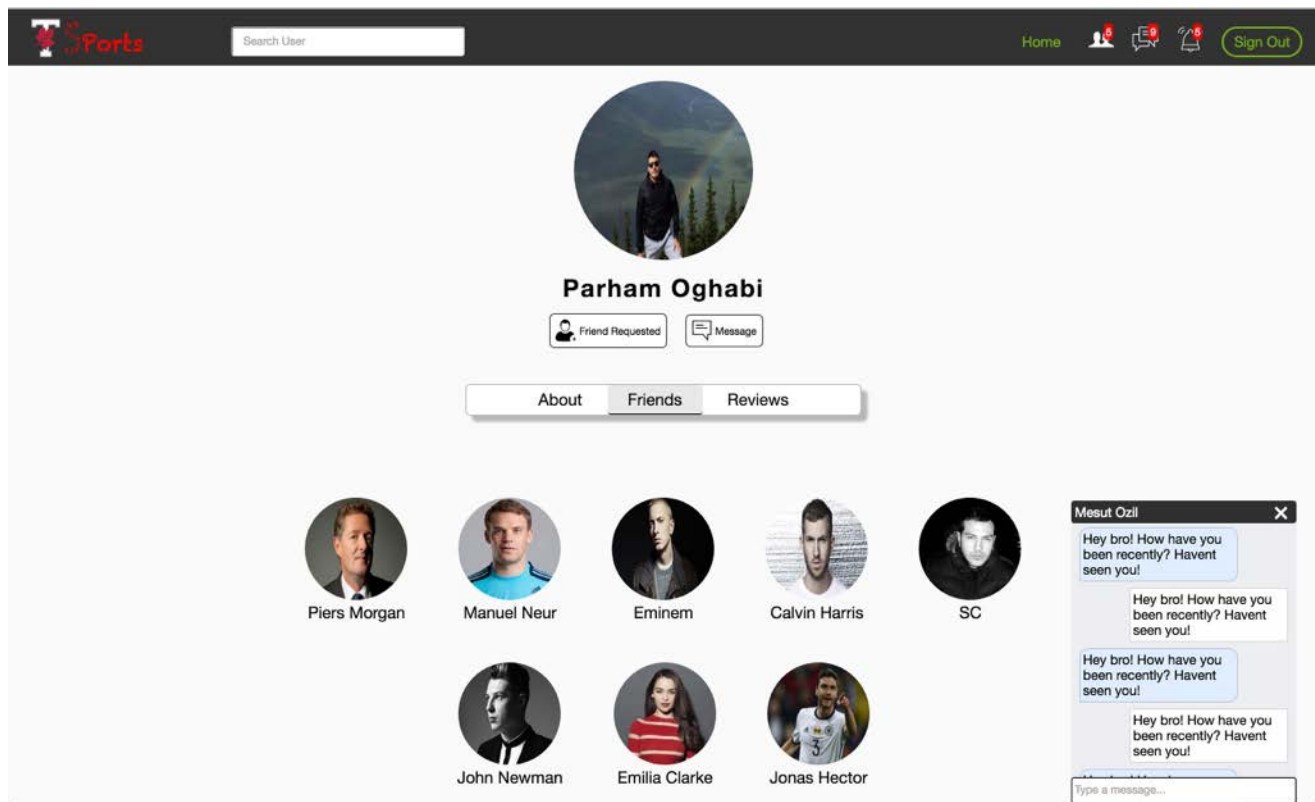 TSPorts
Search User
Home
5
9
5
Sign Out
Parham Oghabi
Friend Requested
Message
About Friends Reviews
Piers Morgan
Manuel Neur
Eminem
Calvin Harris
SC
John Newman
Emilia Clarke
3
Jonas Hector
Mesut Ozil
Hey bro! How have you
been recently? Havent
seen you!
Hey bro! How have you
been recently? Havent
seen you!
Hey bro! How have you
been recently? Havent
seen you!
Hey bro! How have you
been recently? Havent
seen you!
Type a message...